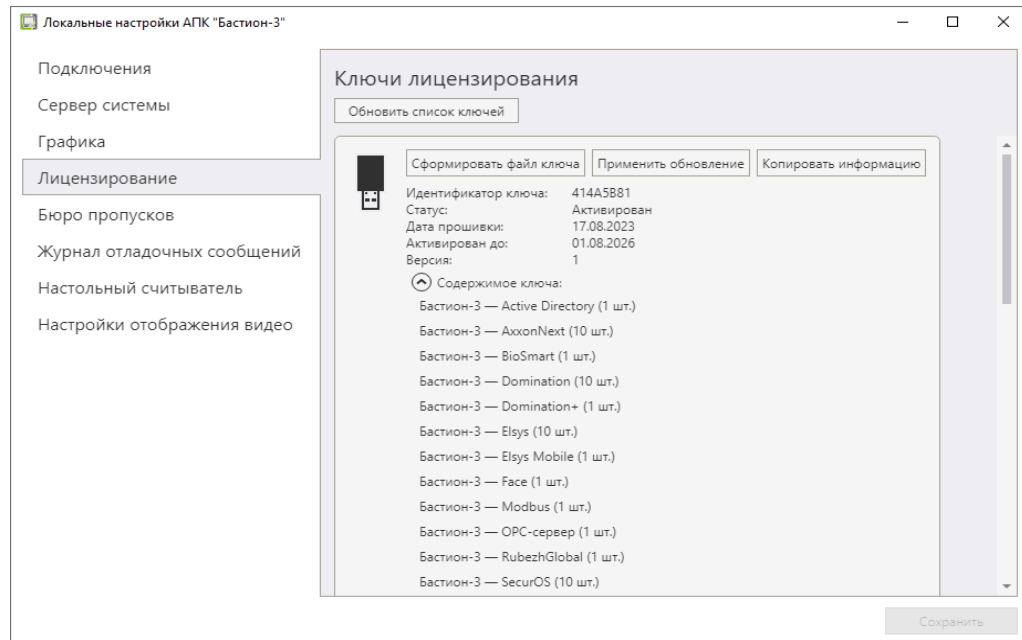 Локальные настройки АПК "Бастион-3"
Подключения
Сервер системы
Графика
Лицензирование
Бюро пропусков
Журнал отладочных сообщений
Настольный считыватель
Настройки отображения видео
Ключи лицензирования
Обновить список ключей
Сформировать файл ключа Применить обновление Копировать информацию
Идентификатор ключа: 414A5B81
Статус: Активирован
Дата прошивки: 17.08.2023
Активирован до: 01.08.2026
Версия: 1
Содержимое ключа:
Бастион-3 — Active Directory (1 шт.)
Бастион-3 — AxxonNext (10 шт.)
Бастион-3 — BioSmart (1 шт.)
Бастион-3 — Domination (10 шт.)
Бастион-3 — Domination+ (1 шт.)
Бастион-3 — Elsys (10 шт.)
Бастион-3 — Elsys Mobile (1 шт.)
Бастион-3 — Face (1 шт.)
Бастион-3 — Modbus (1 шт.)
Бастион-3 — OPC-сервер (1 шт.)
Бастион-3 — RubezhGlobal (1 шт.)
Бастион-3 — SecurOS (10 шт.)
Сохранить